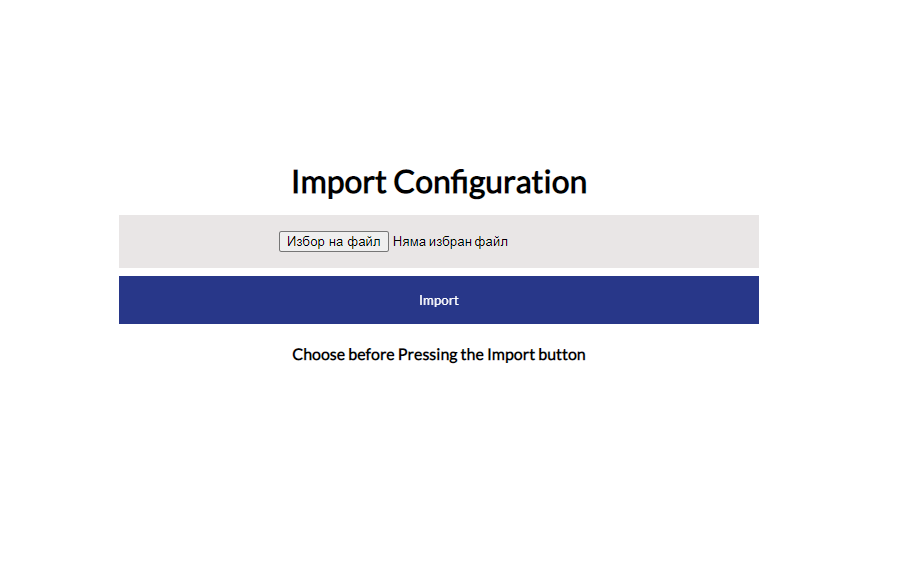 Import Configuration
Избор на файл Няма избран файл
Import
Choose before Pressing the Import button